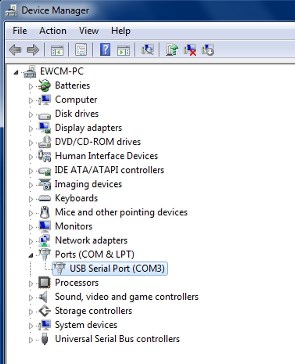 Device Manager
File Action View Help
EWCM-PC
Batteries
Computer
Disk drives
Display adapters
DVD/CD-ROM drives
Human Interface Devices
IDE ATA/ATAPI controllers
Imaging devices
Keyboards
Mice and other pointing devices
Monitors
Network adapters
Ports (COM & LPT)
USB Serial Port (COM3)
Processors
Sound, video and game controllers
Storage controllers
System devices
Universal Serial Bus controllers